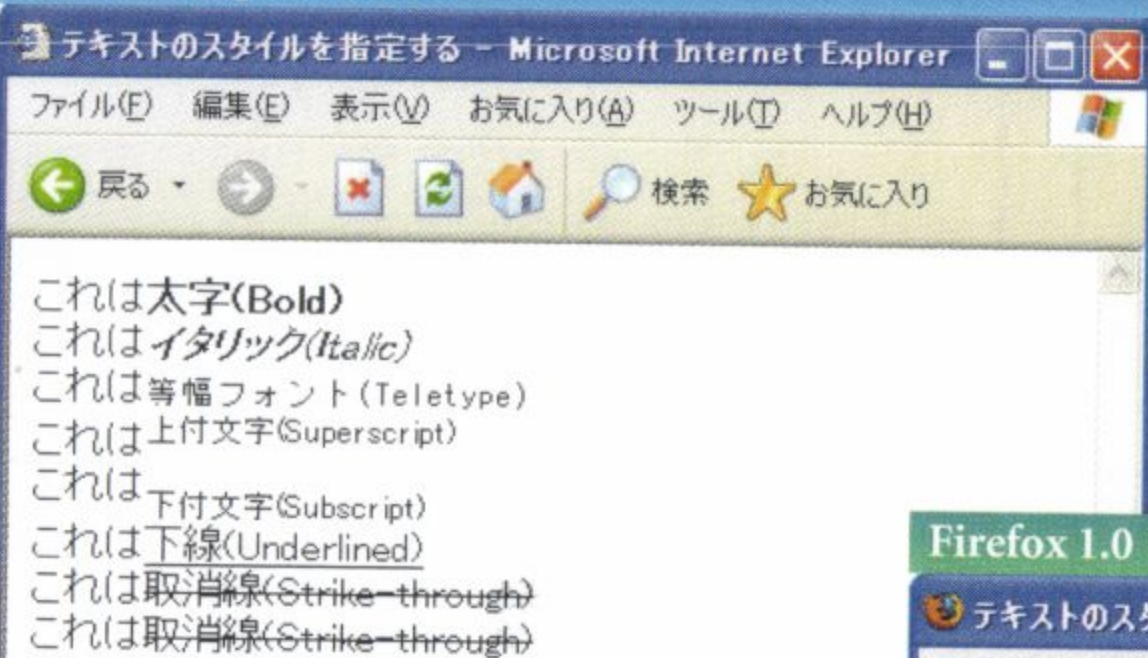 テキストのスタイルを指定する - Microsoft Internet Explorer
ファイル(F) 編集(E) 表示(V) お気に入り(A) ツール(T) ヘルプ(H)
戻る 検索 お気に入り
これは太字(Bold)
これはイタリック(Italic)
これは等幅フォント(Teletype)
これは上付文字(Superscript)
これは下付文字(Subscript)
これは下線(Underlined)
これは取消線(Strike-through)
これは取消線(Strike-through)
Firefox 1.0
テキストのスタ